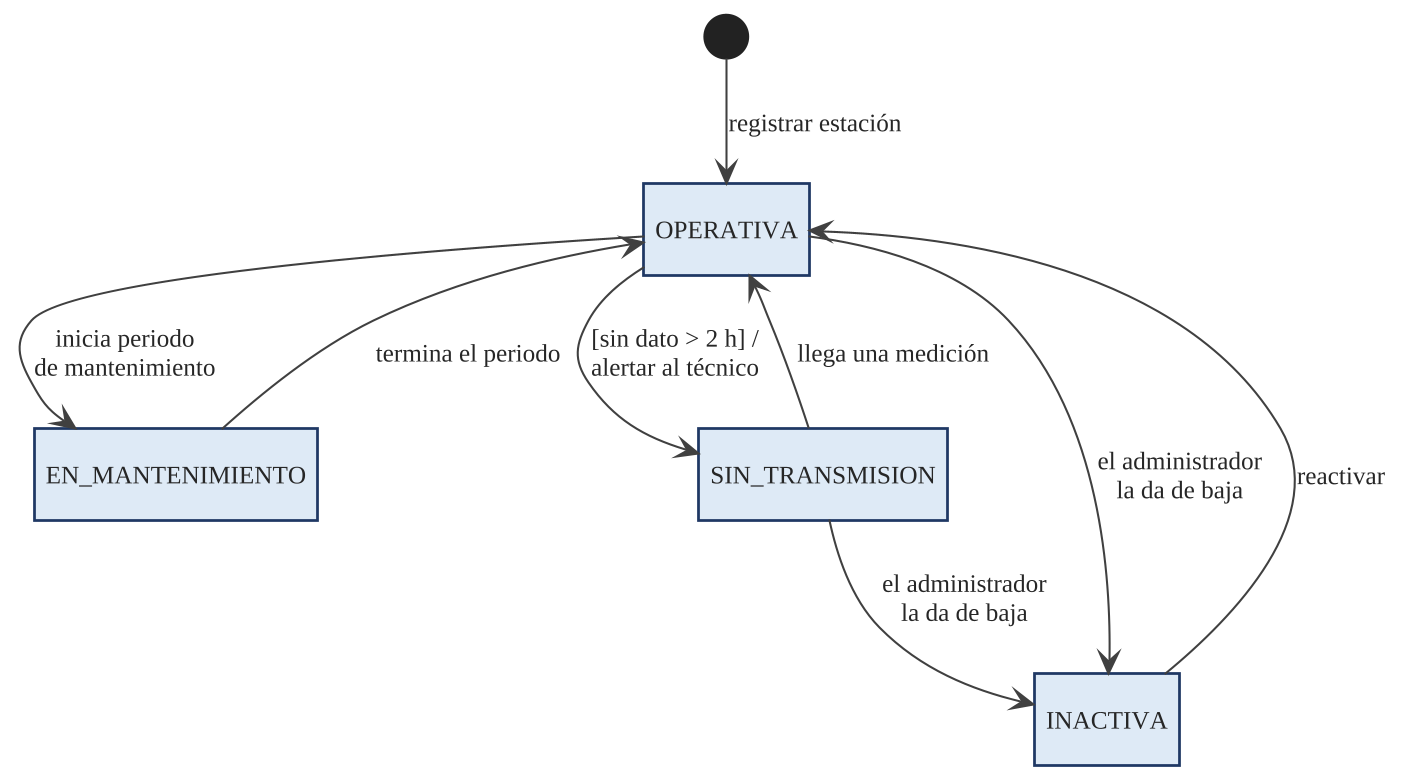 registrar estación
OPERATIVA
inicia periodo
de mantenimiento
termina el periodo
[sin dato > 2 h] /
alertar al técnico
llega una medición
EN_MANTENIMIENTO
SIN_TRANSMISION
el administrador
la da de baja
reactivar
el administrador
la da de baja
INACTIVA